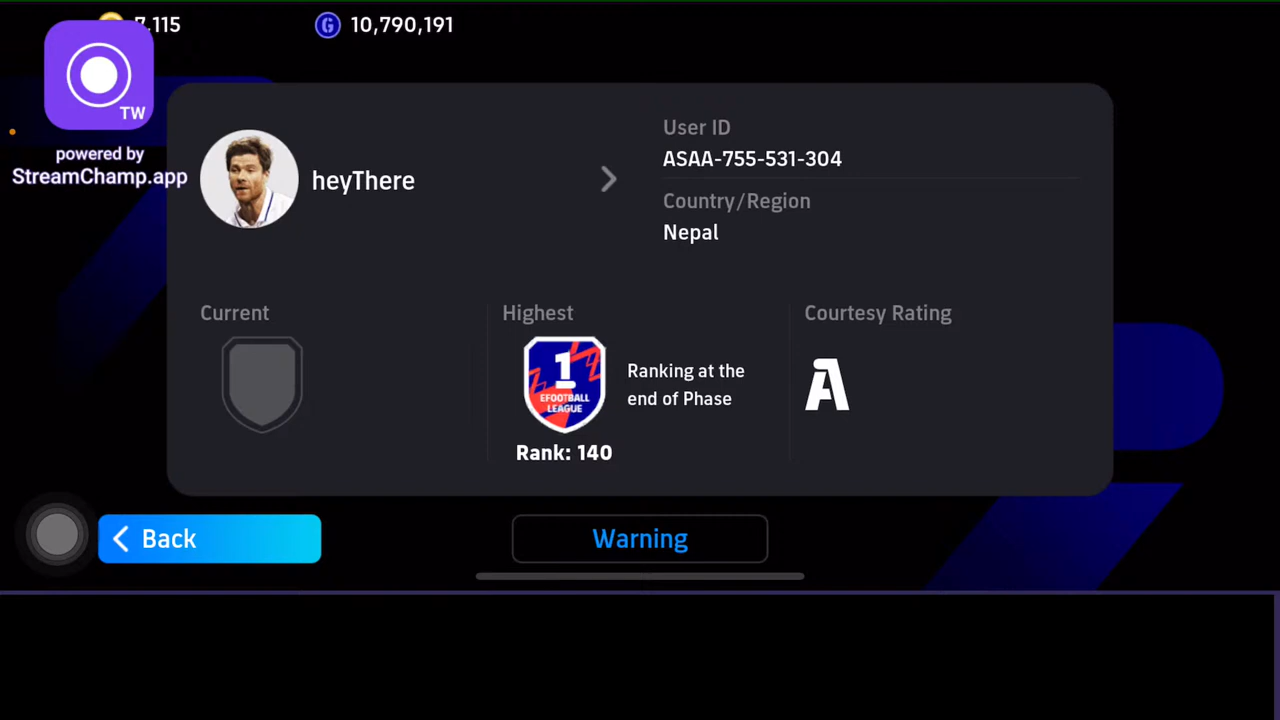 7,115
G 10,790,191
TW
powered by
StreamChamp.app
heyThere
User ID
ASAA-755-531-304
Country/Region
Nepal
Current
Highest
1
EFOOTBALL
LEAGUE
Rank: 140
Ranking at the
end of Phase
Courtesy Rating
A
Back
Warning